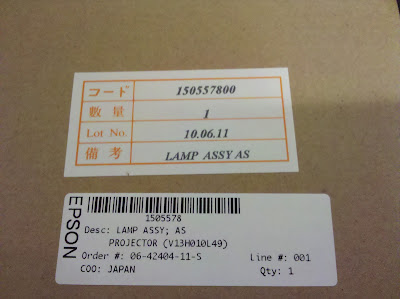 コード 150557800
數量 1
Lot No. 10.06.11
備考 LAMP ASSY AS
EPSON
1505578
Desc: LAMP ASSY; AS
PROJECTOR (V13H010L49)
Order #: 06-42404-11-S Line #: 001
COO: JAPAN Qty: 1